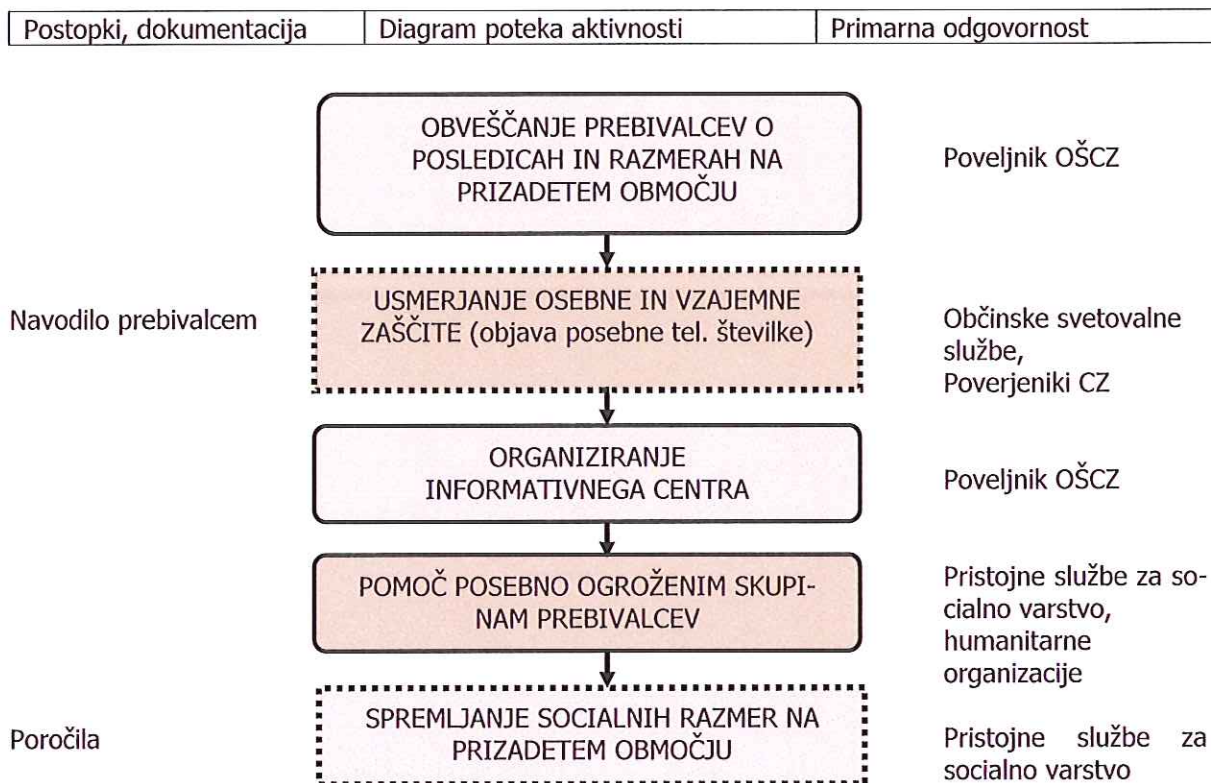 Postopki, dokumentacija
Diagram poteka aktivnosti
Primarna odgovornost
OBVEŠČANJE PREBIVALCEV O
POSLEDICAH IN RAZMERAH NA
PRIZADETEM OBMOČJU
Poveljnik OŠCZ
Navodilo prebivalcem
USMERJANJE OSEBNE IN VZAJEMNE
ZAŠČITE (objava posebne tel. številke)
Občinske svetovalne
službe,
Poverjeniki CZ
ORGANIZIRANJE
INFORMATIVNEGA CENTRA
Poveljnik OŠCZ
POMOČ POSEBNO OGROŽENIM SKUPI-
NAM PREBIVALCEV
Pristojne službe za so-
cialno varstvo,
humanitarne
organizacije
Poročila
SPREMLJANJE SOCIALNIH RAZMER NA
PRIZADETEM OBMOČJU
Pristojne službe za
socialno varstvo